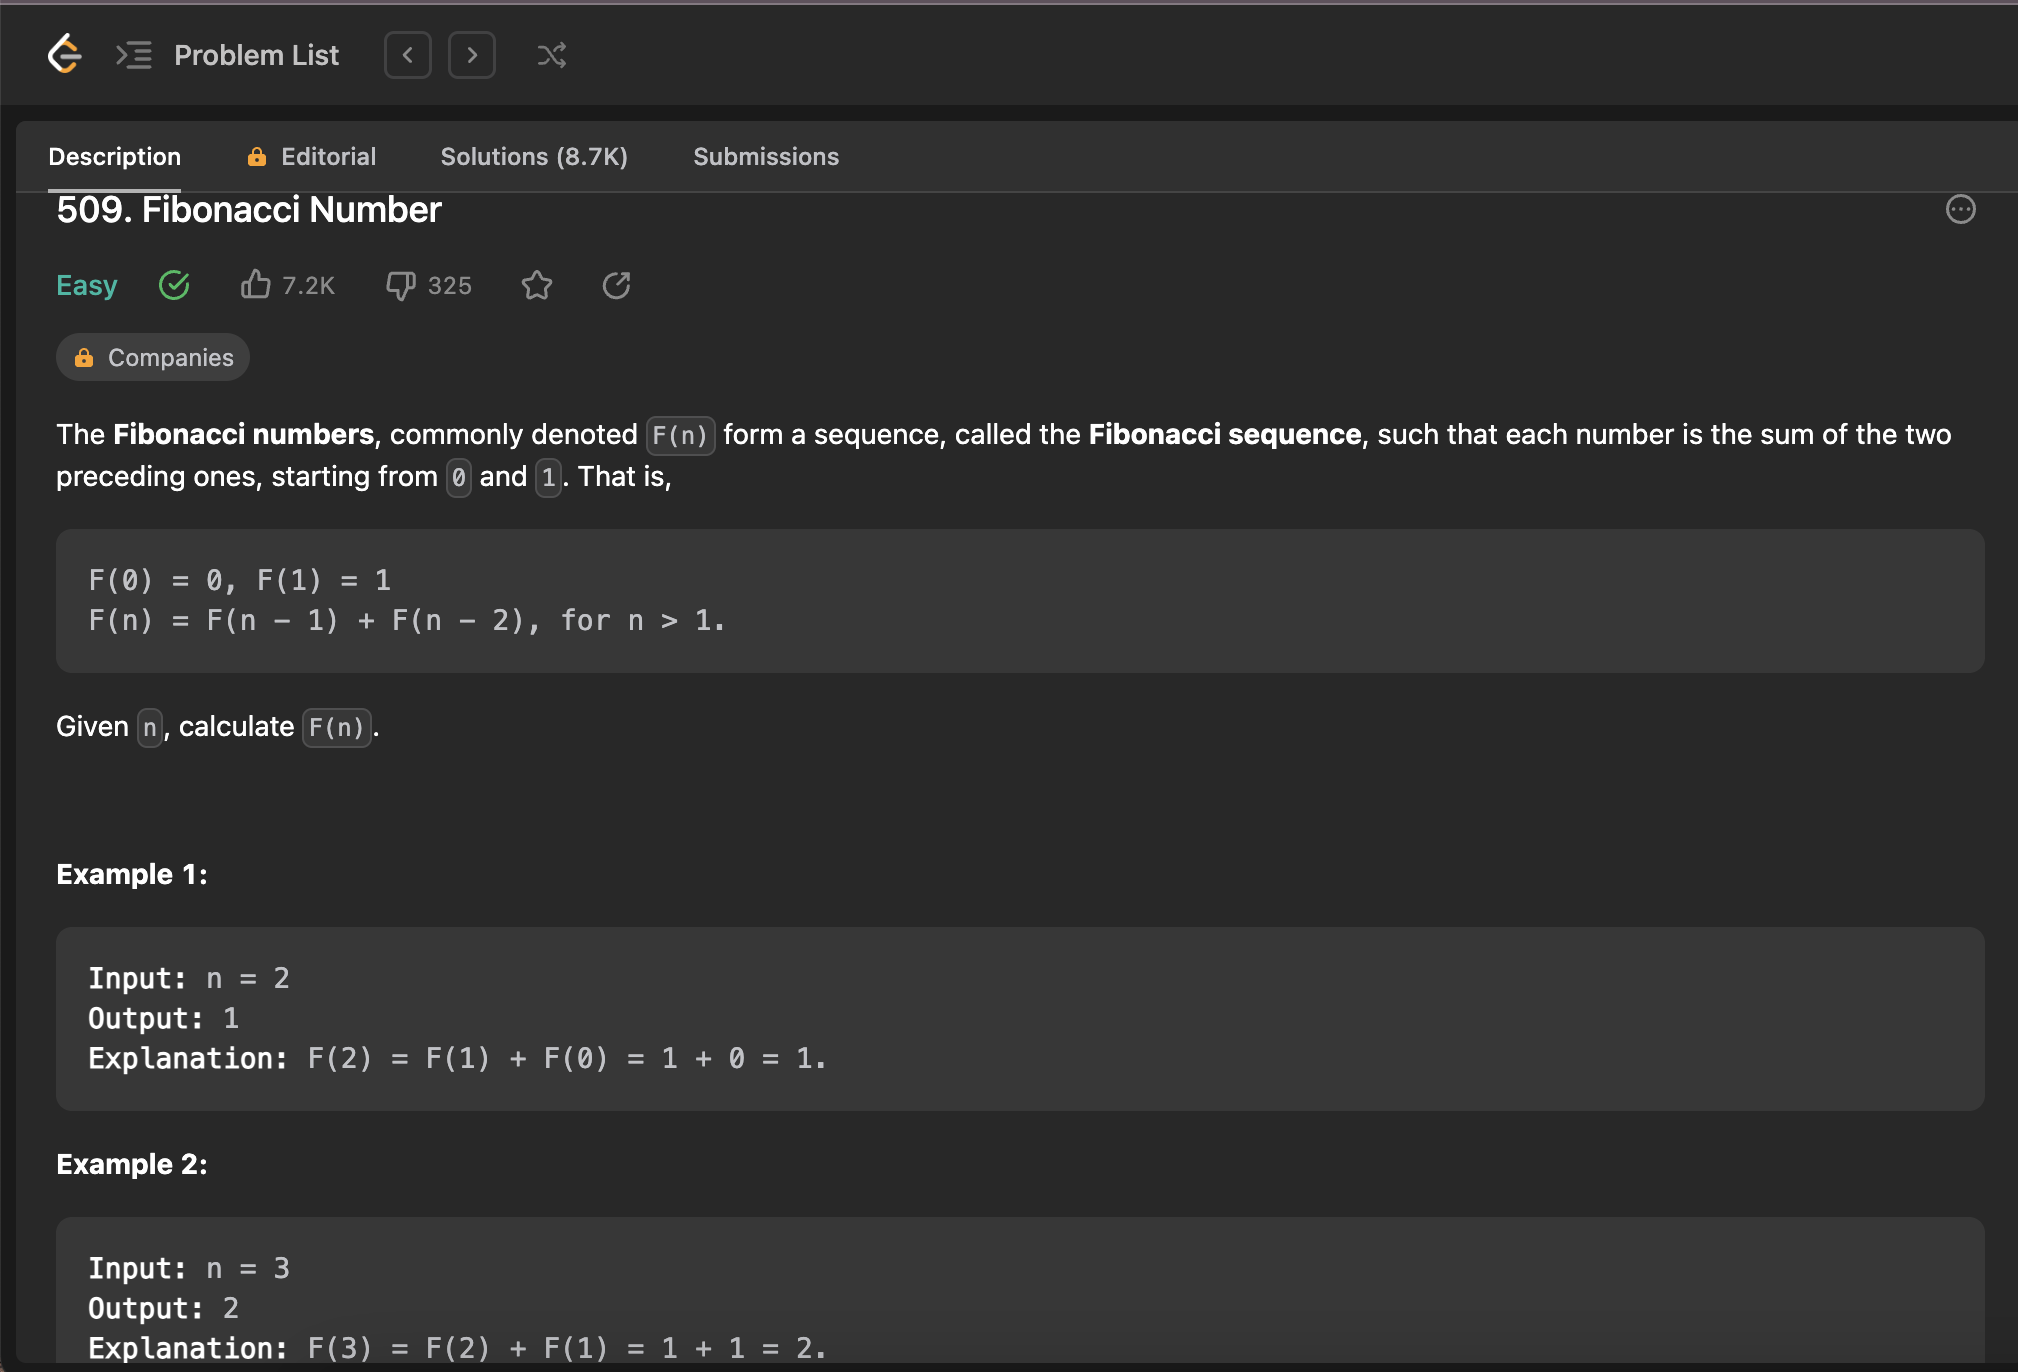 Problem List
Description Editorial Solutions (8.7K) Submissions
509. Fibonacci Number
Easy 7.2K 325
Companies
The Fibonacci numbers, commonly denoted F(n) form a sequence, called the Fibonacci sequence, such that each number is the sum of the two
preceding ones, starting from 0 and 1. That is,
F(0) = 0, F(1) = 1
F(n) = F(n - 1) + F(n - 2), for n > 1.
Given n, calculate F(n).
Example 1:
Input: n = 2
Output: 1
Explanation: F(2) = F(1) + F(0) = 1 + 0 = 1.
Example 2:
Input: n = 3
Output: 2
Explanation: F(3) = F(2) + F(1) = 1 + 1 = 2.